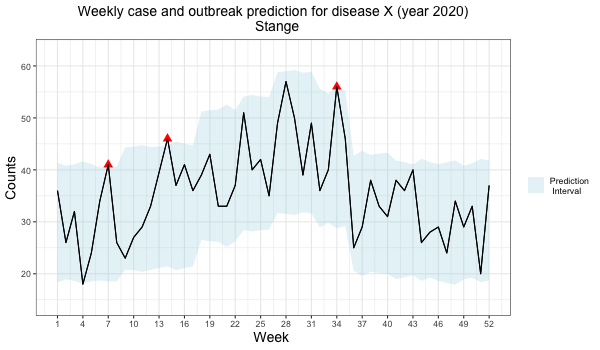 Weekly case and outbreak prediction for disease X (year 2020)
Stange
Counts
60
50
40
30
20
1 4 7 10 13 16 19 22 25 28 31 34 37 40 43 46 49 52
Week
Prediction
Interval